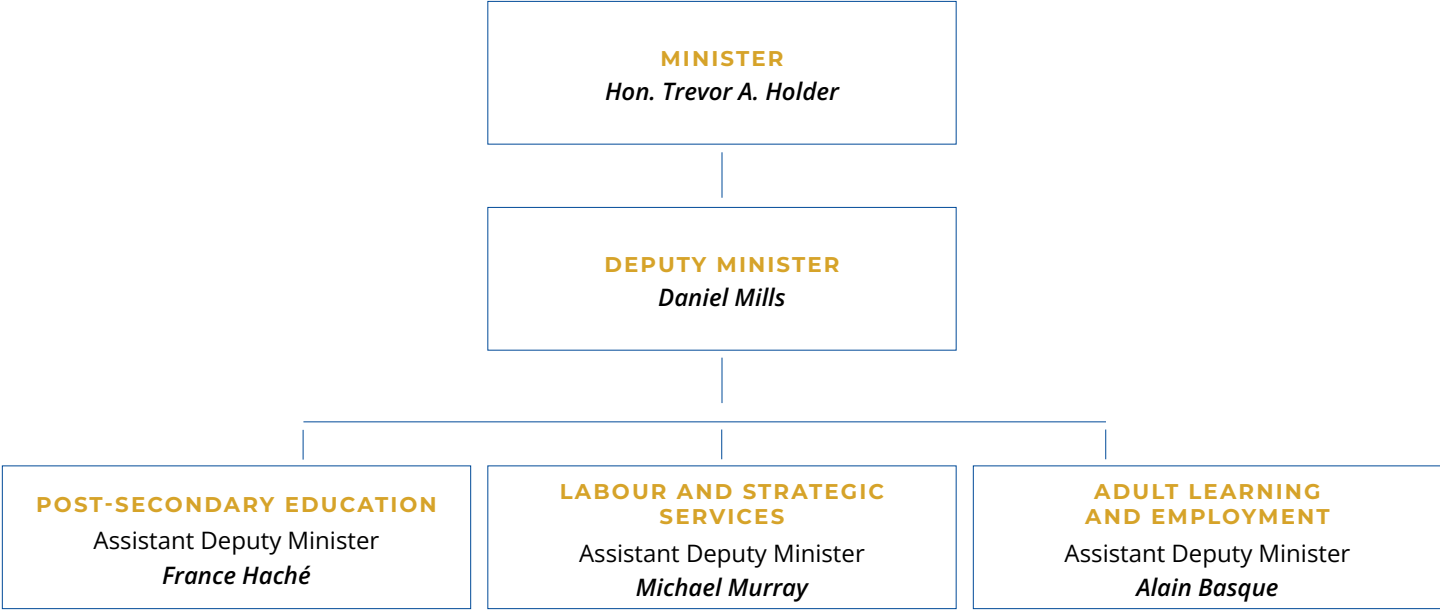 MINISTER
Hon. Trevor A. Holder
DEPUTY MINISTER
Daniel Mills
POST-SECONDARY EDUCATION
Assistant Deputy Minister
France Haché
LABOUR AND STRATEGIC
SERVICES
Assistant Deputy Minister
Michael Murray
ADULT LEARNING
AND EMPLOYMENT
Assistant Deputy Minister
Alain Basque